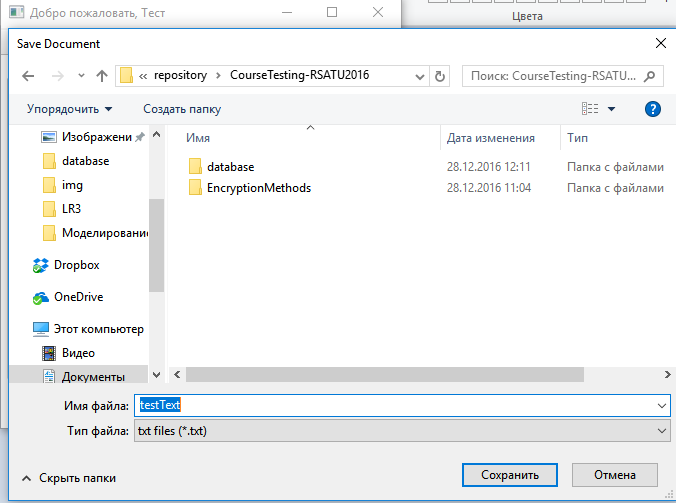 Добро пожаловать, Тест
Цвета
Save Document
repository CourseTesting-RSATU2016
Поиск: CourseTesting-RSATU...
Упорядочить Создать папку
Имя Дата изменения Тип
Изображени
database
img
LR3
Моделирование
Dropbox
OneDrive
Этот компьютер
Видео
Документы
database 28.12.2016 12:11 Папка с файлами
EncryptionMethods 28.12.2016 11:04 Папка с файлами
Имя файла: testText
Тип файла: txt files (*.txt)
Скрыть папки Сохранить Отмена